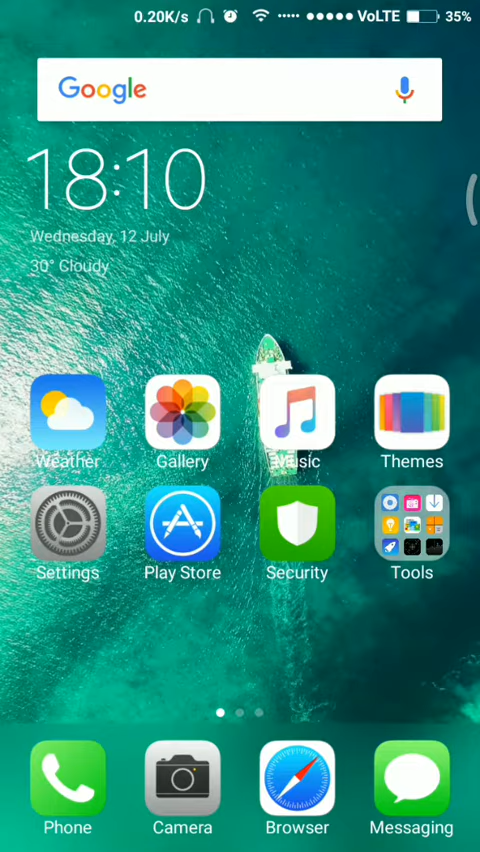 0.20K/s VoLTE 35%
Google
18:10
Wednesday, 12 July
30° Cloudy
Weather Gallery Music Themes
Settings Play Store Security Tools
Phone Camera Browser Messaging